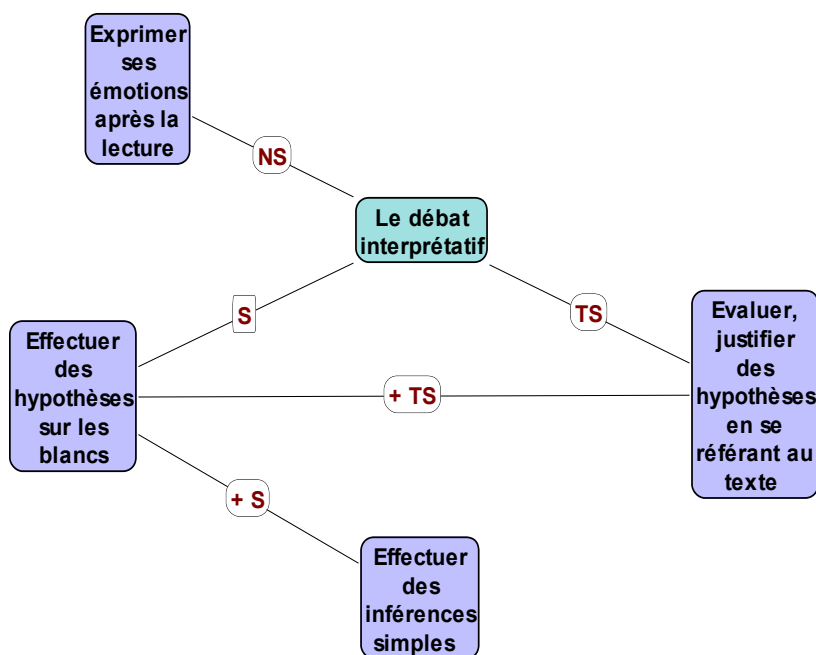 Exprimer
ses
émotions
après la
lecture
NS
Le débat
interprétatif
S
TS
Effectuer
des
hypothèses
sur les
blancs
+ TS
Evaluer,
justifier
des
hypothèses
en se
référant au
texte
+ S
Effectuer
des
inférences
simples